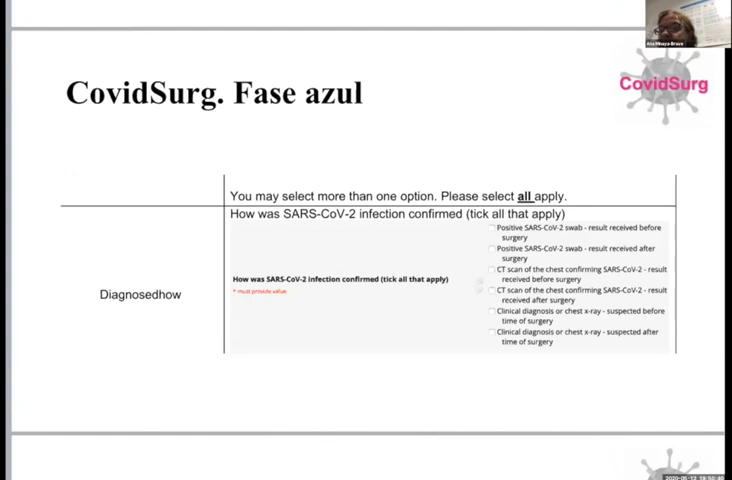 Ana Minaya-Bravo
CovidSurg. Fase azul
CovidSurg
You may select more than one option. Please select all apply.
Diagnosedhow
How was SARS-CoV-2 infection confirmed (tick all that apply)
How was SARS-CoV-2 infection confirmed (tick all that apply)
* must provide value
Positive SARS-CoV-2 swab - result received before
surgery
Positive SARS-CoV-2 swab - result received after
surgery
CT scan of the chest confirming SARS-CoV-2 - result
received before surgery
CT scan of the chest confirming SARS-CoV-2 - result
received after surgery
Clinical diagnosis or chest x-ray - suspected before
time of surgery
Clinical diagnosis or chest x-ray - suspected after
time of surgery